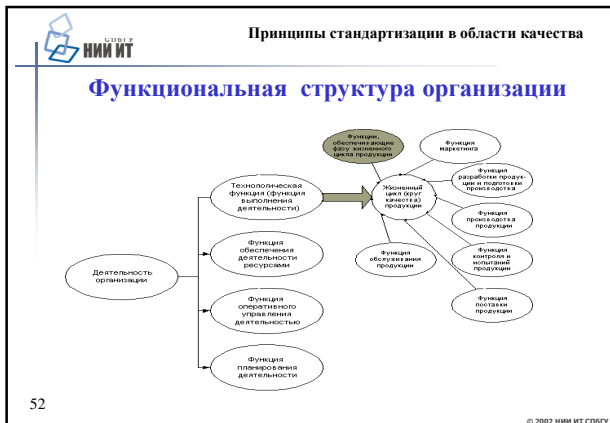 СПбГУ
НИИ ИТ
Принципы стандартизации в области качества
Функциональная структура организации
Функции,
обеспечивающие
фазу жизненного
цикла продукции
Функция
маркетинга
Технологическая
функция (функция
выполнения
деятельности)
Жизненный
цикл (круг
качества)
продукции
Функция
разработки продук-
ции и подготовки
производства
Функция
производства
продукции
Функция
обеспечения
деятельности
ресурсами
Функция
обслуживания
продукции
Функция
контроля и
испытаний
продукции
Деятельность
организации
Функция
оперативного
управления
деятельностью
Функция
поставки
продукции
Функция
планирования
деятельности
52
© 2002 НИИ ИТ СПбГУ